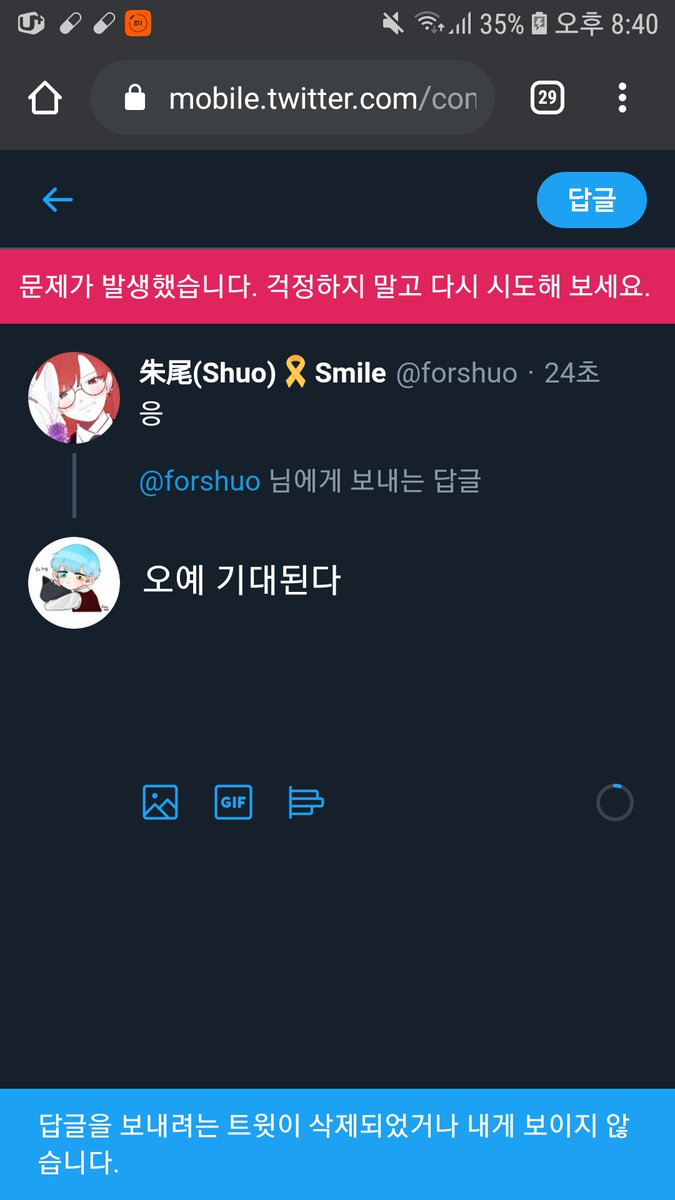 35% 오후 8:40
mobile.twitter.com/con
29
답글
문제가 발생했습니다. 걱정하지 말고 다시 시도해 보세요.
朱尾(Shuo)🎗Smile @forshuo · 24초
응
@forshuo 님에게 보내는 답글
오예 기대된다
GIF
답글을 보내려는 트윗이 삭제되었거나 내게 보이지 않
습니다.